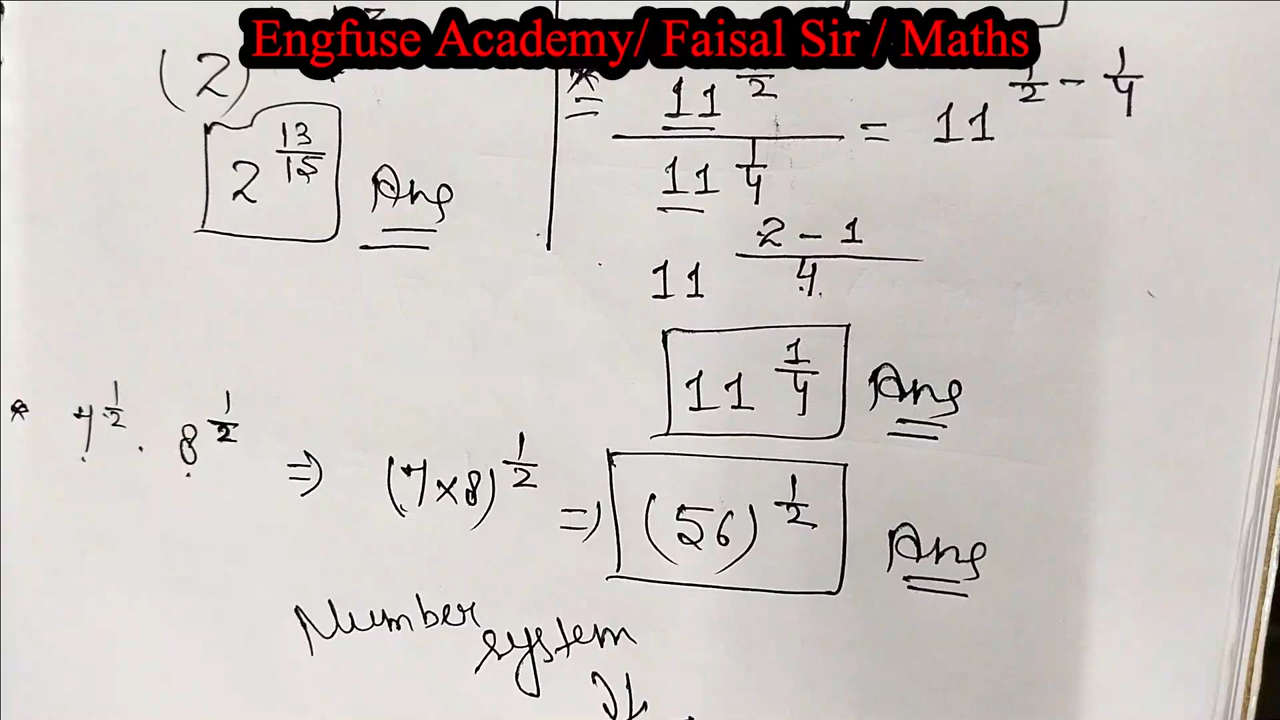 Engfuse Academy/ Faisal Sir / Maths
(2)
2^(13/15) Ans
* 11^(1/2) / 11^(1/4) = 11^(1/2 - 1/4)
11^((2 - 1)/4)
11^(1/4) Ans
* 7^(1/2) . 8^(1/2) => (7×8)^(1/2) => (56)^(1/2) Ans
Number
system